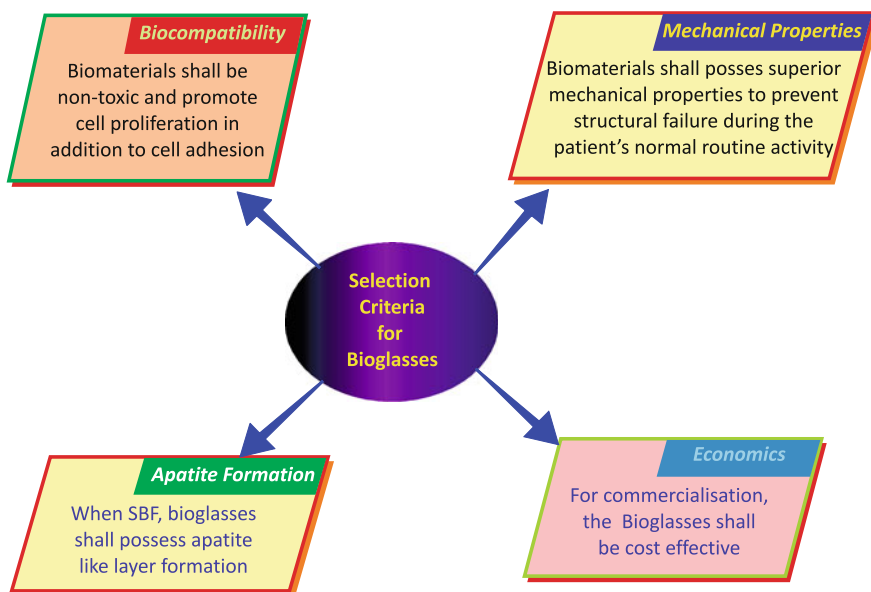 Biocompatibility
Biomaterials shall be
non-toxic and promote
cell proliferation in
addition to cell adhesion
Mechanical Properties
Biomaterials shall posses superior
mechanical properties to prevent
structural failure during the
patient's normal routine activity
Selection
Criteria
for
Bioglasses
Apatite Formation
When SBF, bioglasses
shall possess apatite
like layer formation
Economics
For commercialisation,
the Bioglasses shall
be cost effective